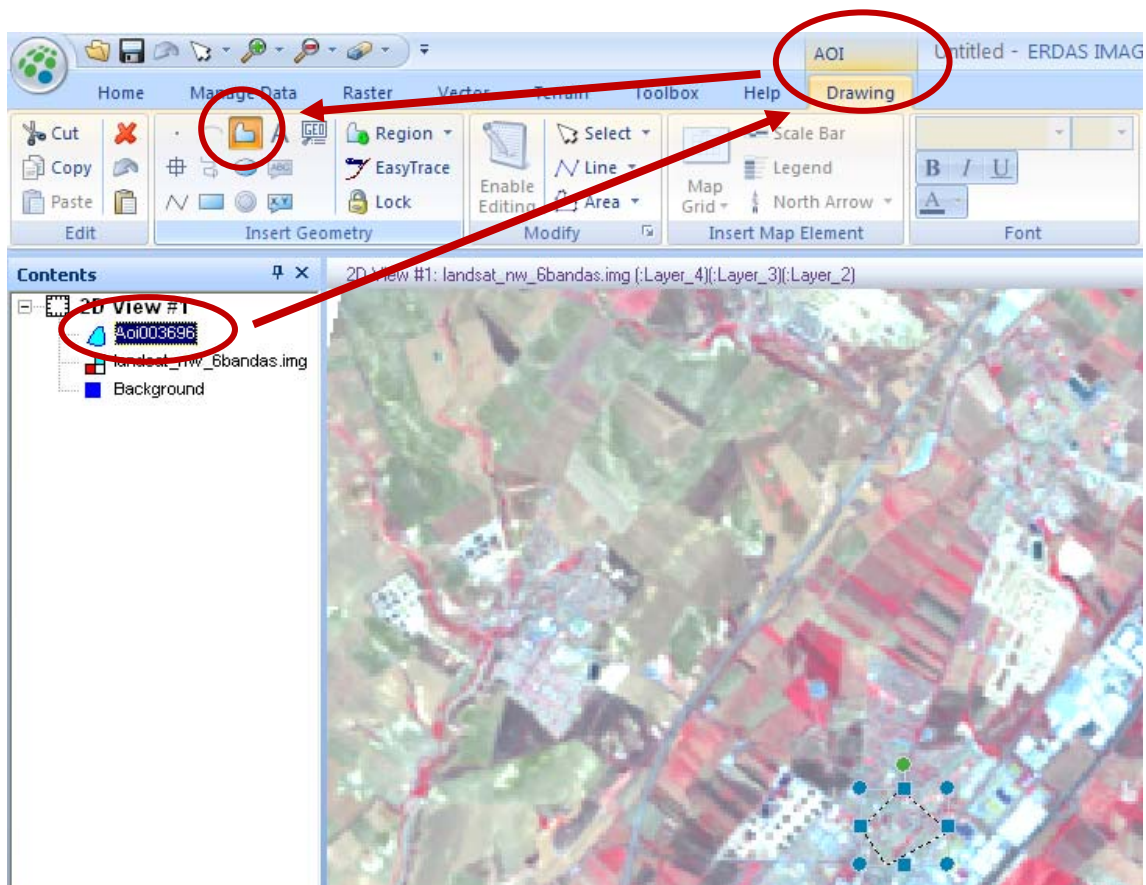 AOI
Untitled - ERDAS IMAG
Home Manage Data Raster Vector Terrain Toolbox Help Drawing
Cut
Copy
Paste
Edit
A
GEO
ABC
X,Y
Region
EasyTrace
Lock
Insert Geometry
Enable Editing
Select
Line
Area
Modify
Map Grid
Scale Bar
Legend
North Arrow
Insert Map Element
B I U
A
Font
Contents
2D View #1: landsat_nw_6bandas.img (:Layer_4)(:Layer_3)(:Layer_2)
2D View #1
Aoi003696
landsat_nw_6bandas.img
Background